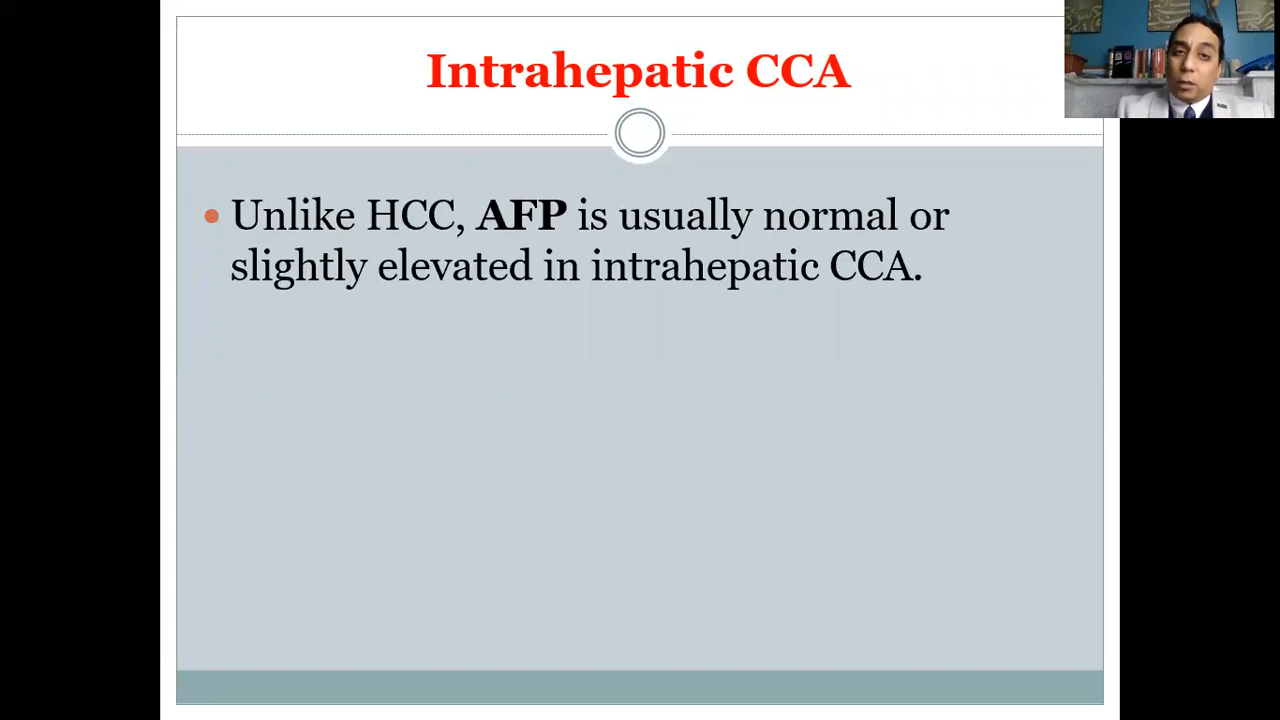 Intrahepatic CCA
• Unlike HCC, AFP is usually normal or
slightly elevated in intrahepatic CCA.